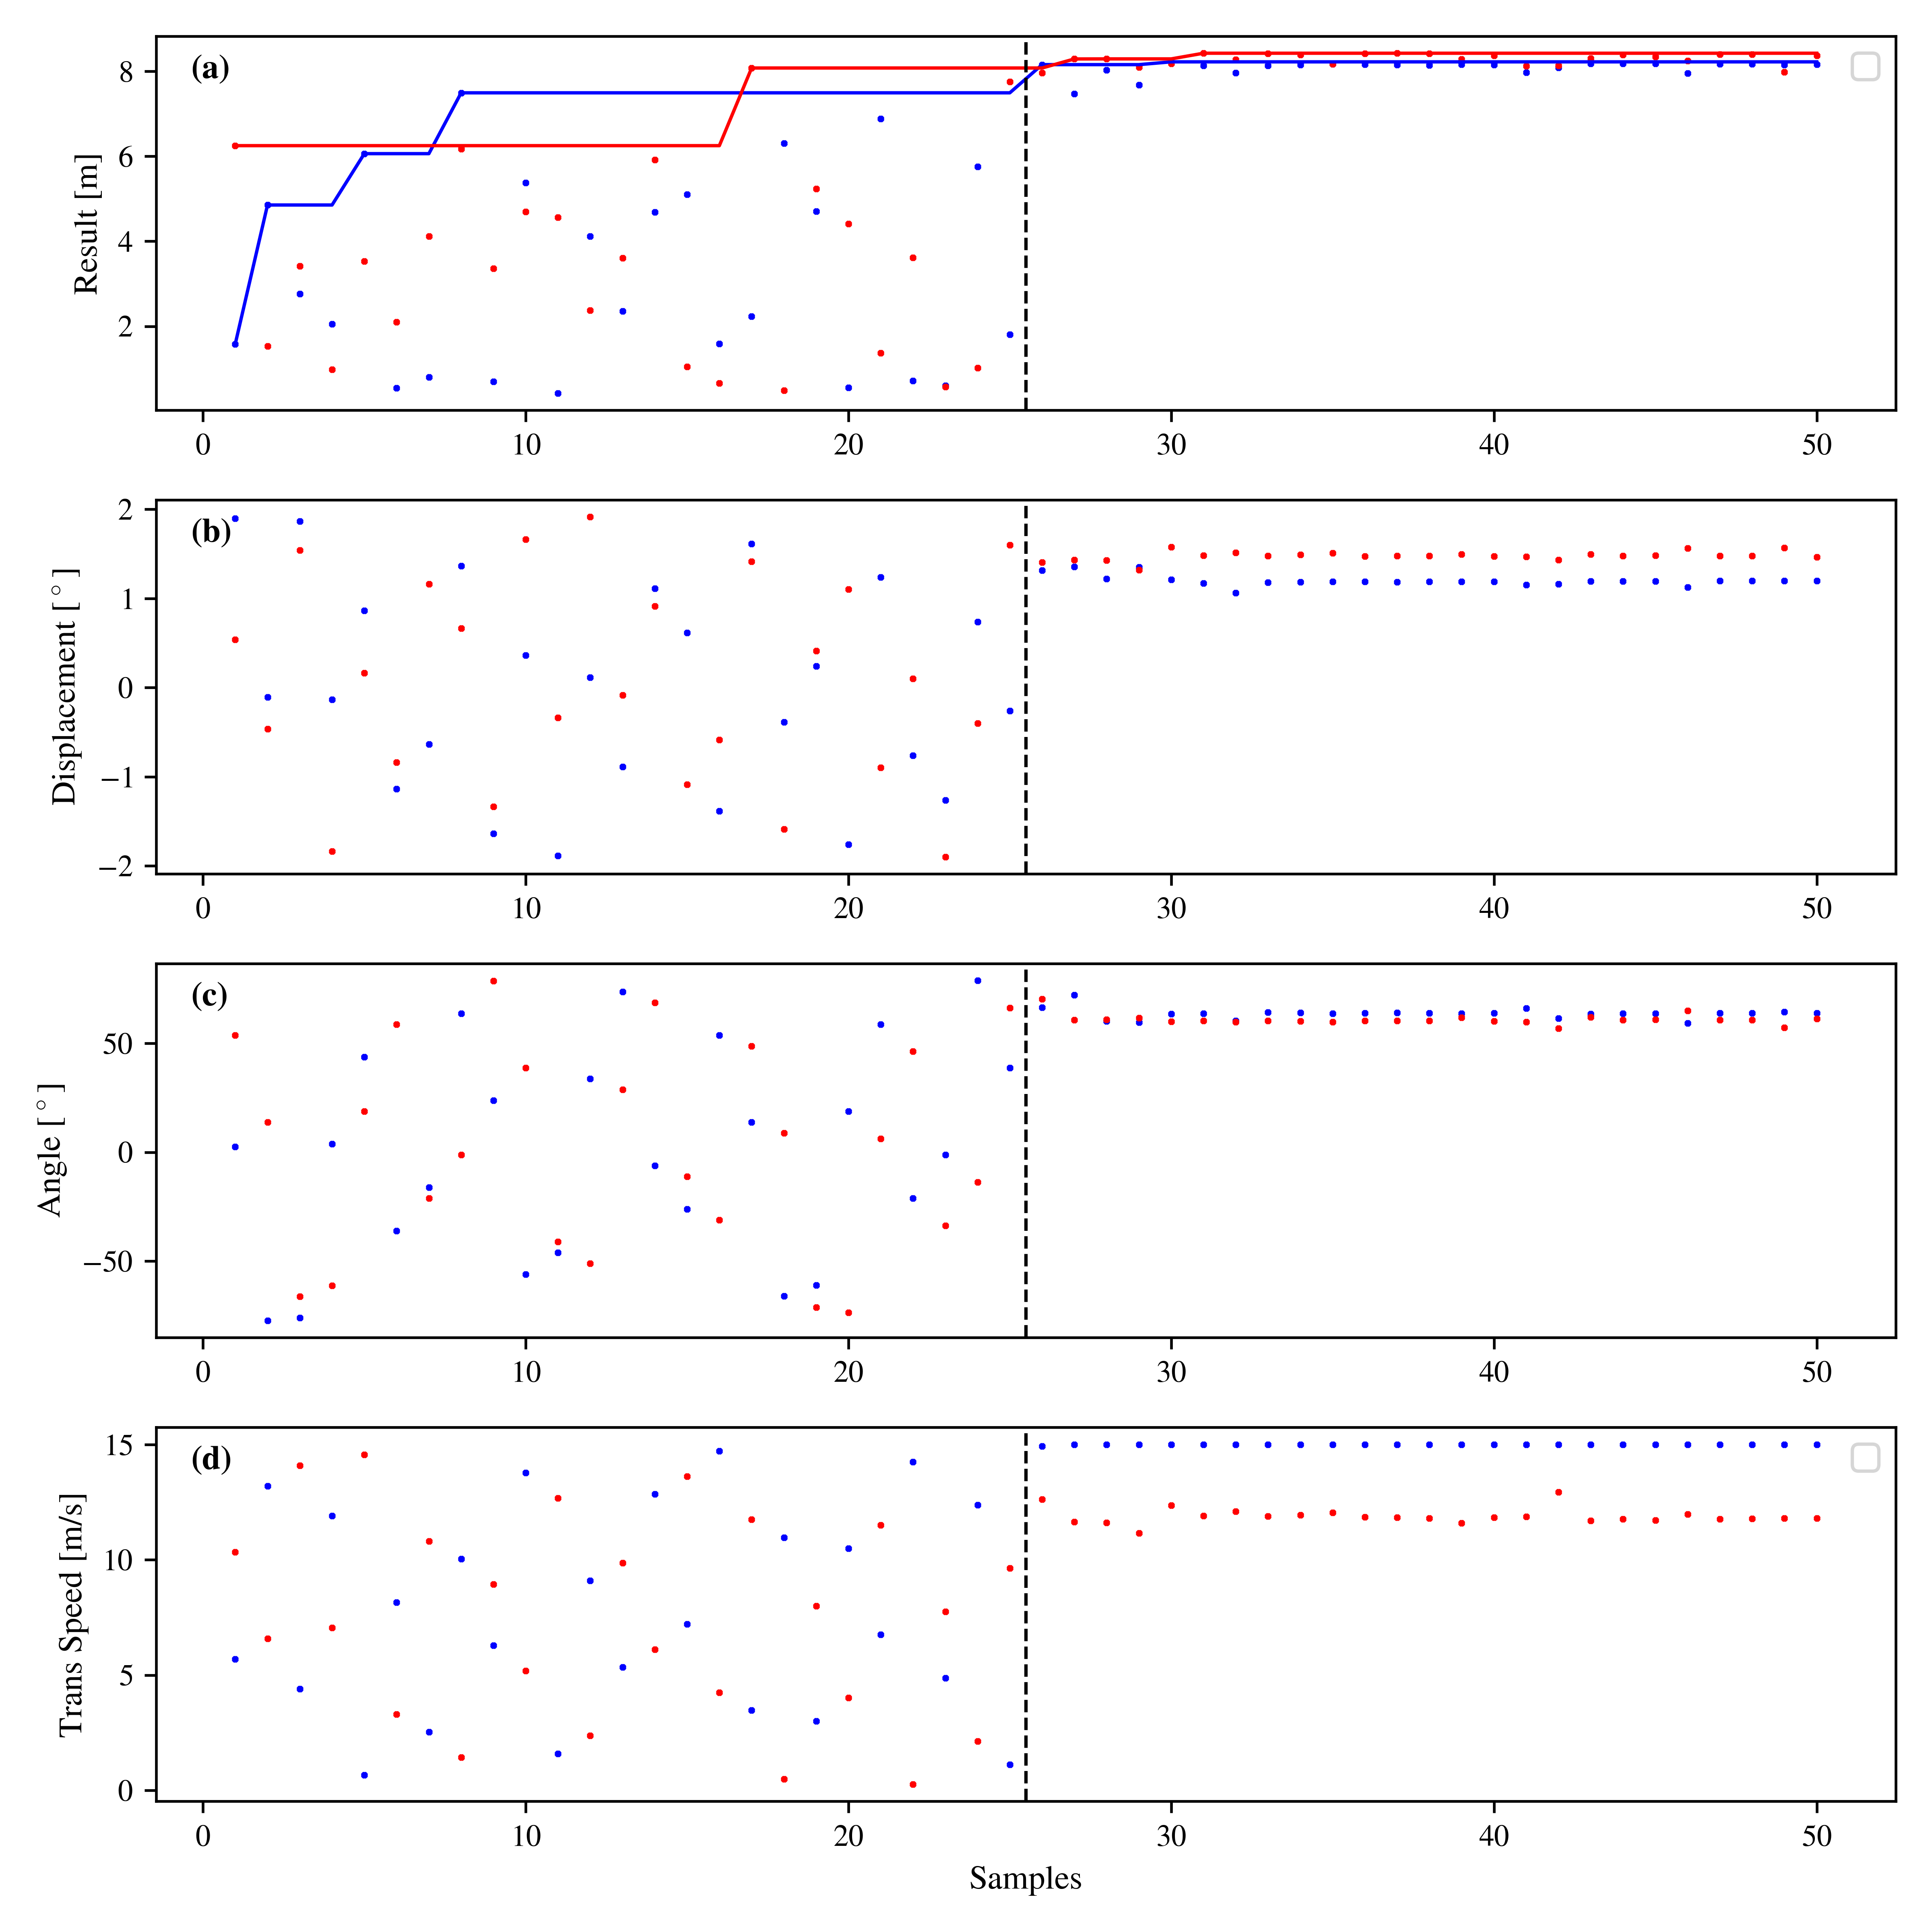 (a)
Result [m]
8
6
4
2
0 10 20 30 40 50
(b)
Displacement [°]
2
1
0
−1
−2
0 10 20 30 40 50
(c)
Angle [°]
50
0
−50
0 10 20 30 40 50
(d)
Trans Speed [m/s]
15
10
5
0
0 10 20 30 40 50
Samples